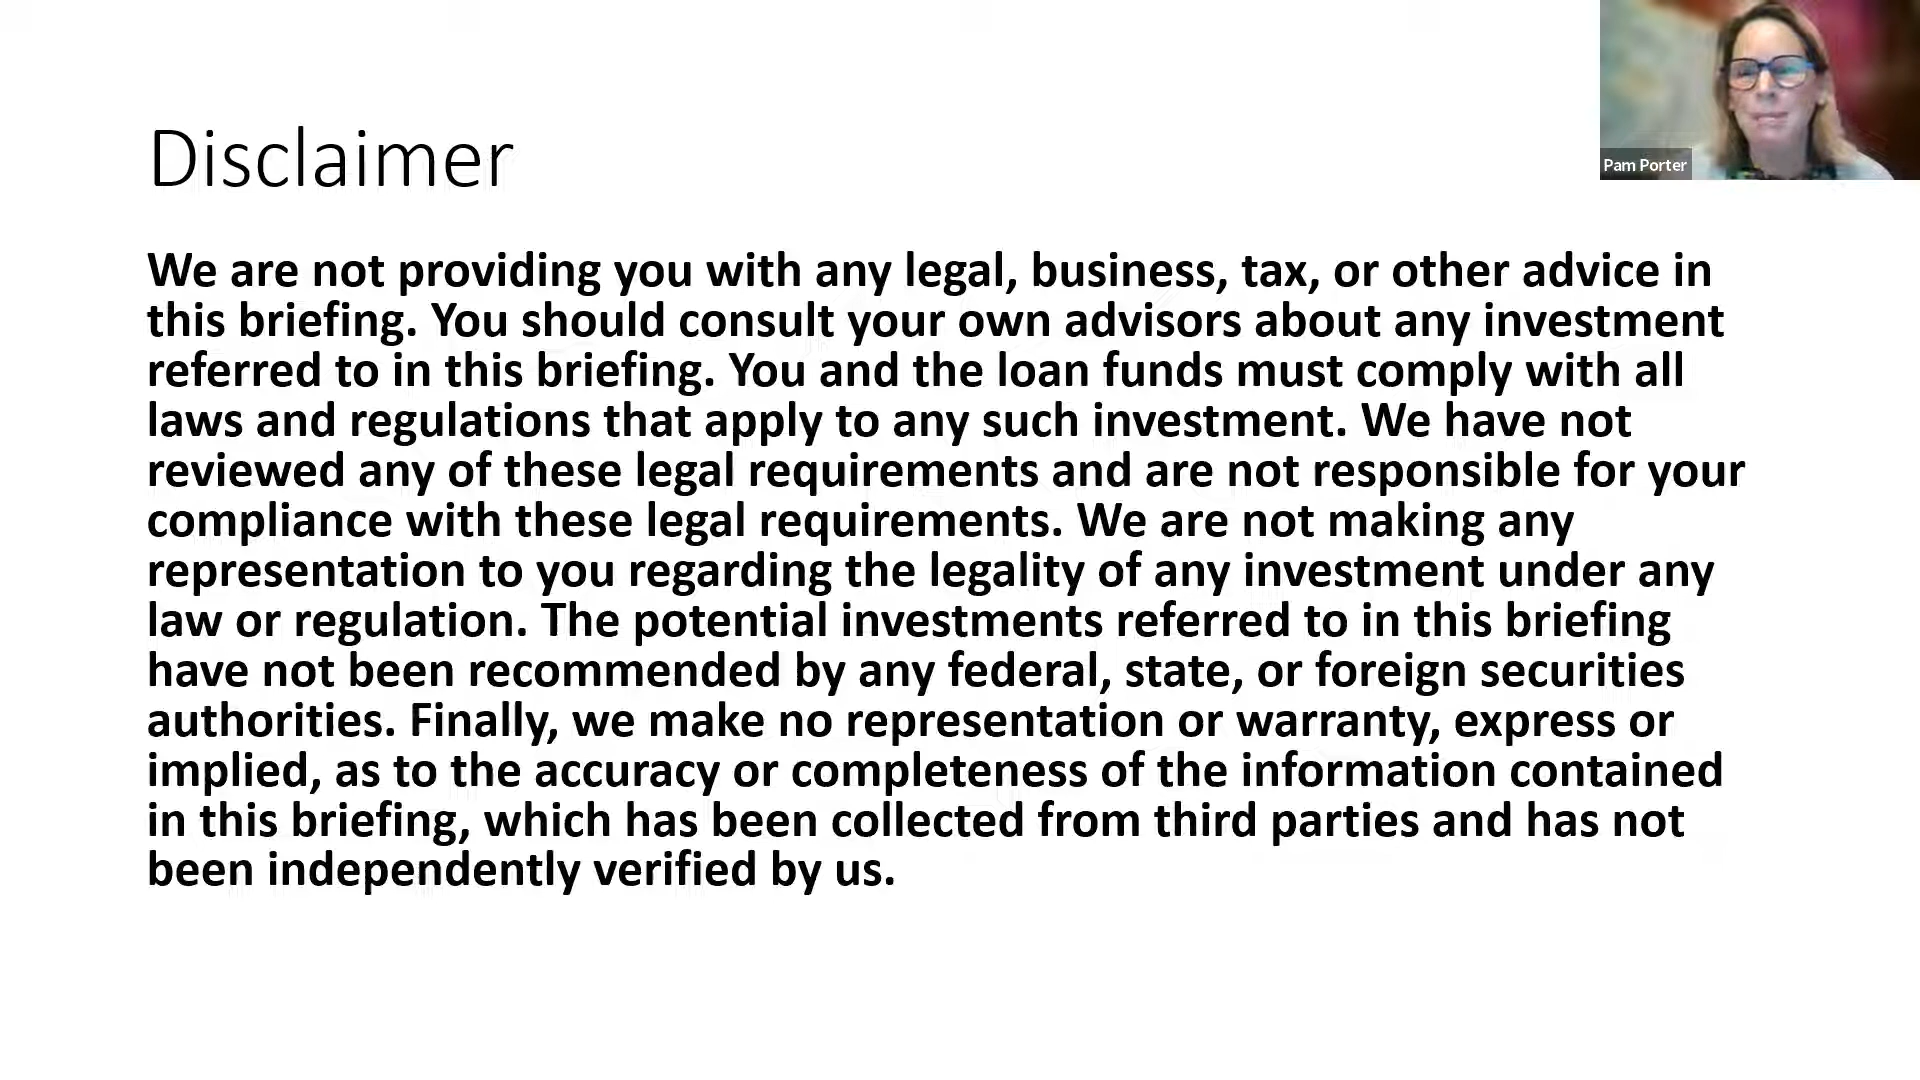 Disclaimer
Pam Porter
We are not providing you with any legal, business, tax, or other advice in
this briefing. You should consult your own advisors about any investment
referred to in this briefing. You and the loan funds must comply with all
laws and regulations that apply to any such investment. We have not
reviewed any of these legal requirements and are not responsible for your
compliance with these legal requirements. We are not making any
representation to you regarding the legality of any investment under any
law or regulation. The potential investments referred to in this briefing
have not been recommended by any federal, state, or foreign securities
authorities. Finally, we make no representation or warranty, express or
implied, as to the accuracy or completeness of the information contained
in this briefing, which has been collected from third parties and has not
been independently verified by us.